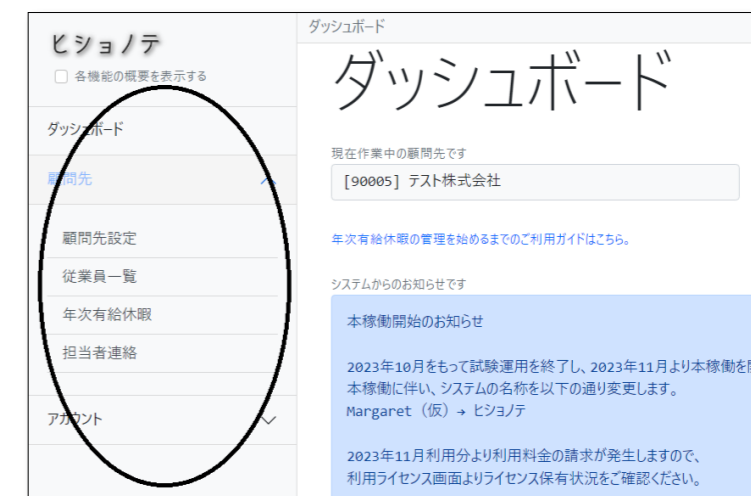 ヒショノテ
各機能の概要を表示する
ダッシュボード
顧問先
顧問先設定
従業員一覧
年次有給休暇
担当者連絡
アカウント
ダッシュボード
ダッシュボード
現在作業中の顧問先です
[90005] テスト株式会社
年次有給休暇の管理を始めるまでのご利用ガイドはこちら。
システムからのお知らせです
本稼働開始のお知らせ
2023年10月をもって試験運用を終了し、2023年11月より本稼働を
本稼働に伴い、システムの名称を以下の通り変更します。
Margaret（仮）→ ヒショノテ
2023年11月利用分より利用料金の請求が発生しますので、
利用ライセンス画面よりライセンス保有状況をご確認ください。